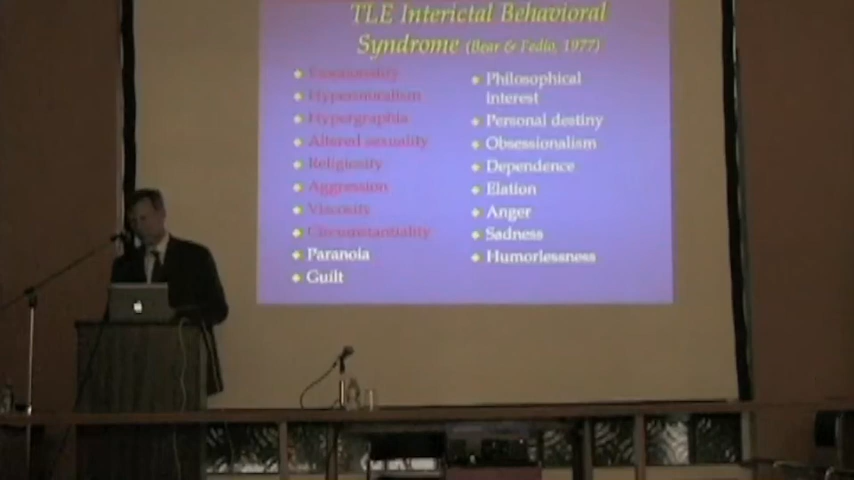 TLE Interictal Behavioral
Syndrome (Bear & Fedio, 1977)
Emotionality
Hypermoralism
Hypergraphia
Altered sexuality
Religiosity
Aggression
Viscosity
Circumstantiality
Paranoia
Guilt
Philosophical
interest
Personal destiny
Obsessionalism
Dependence
Elation
Anger
Sadness
Humorlessness